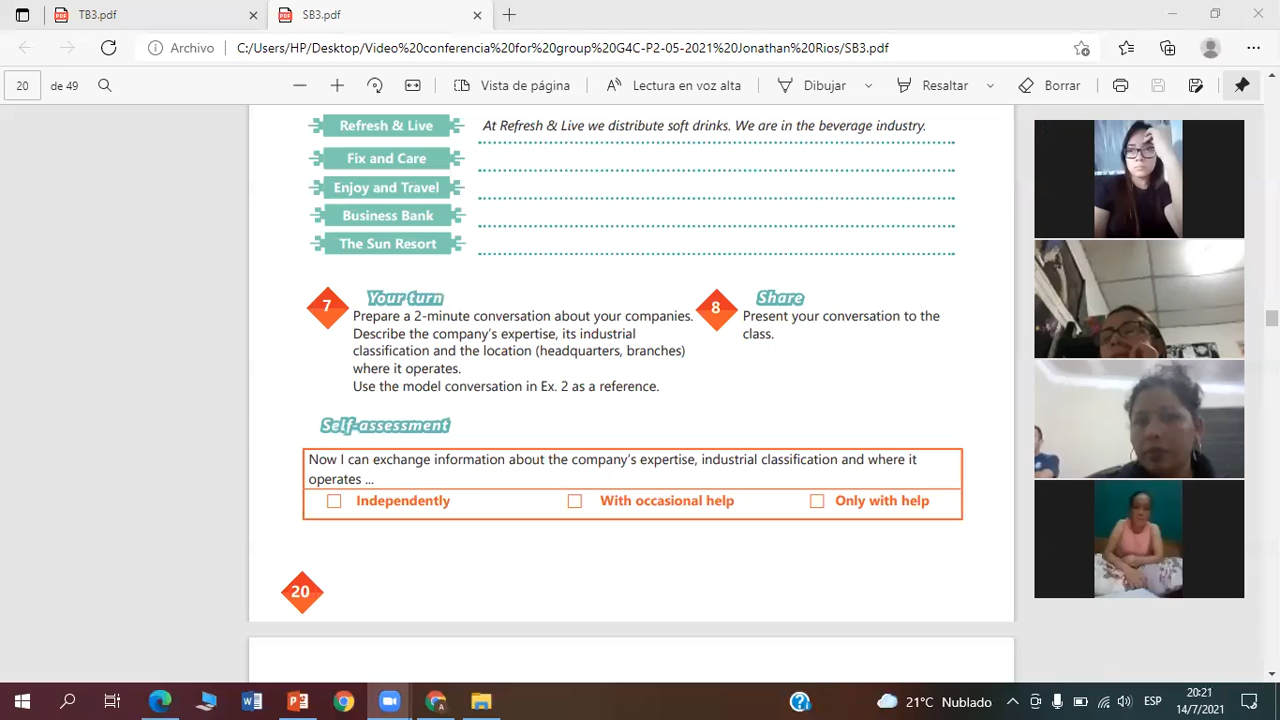 TB3.pdf
SB3.pdf
Archivo
C:/Users/HP/Desktop/Video%20conferencia%20for%20group%20G4C-P2-05-2021%20Jonathan%20Rios/SB3.pdf
20
de 49
Vista de página
Lectura en voz alta
Dibujar
Resaltar
Borrar
Refresh & Live
At Refresh & Live we distribute soft drinks. We are in the beverage industry.
Fix and Care
Enjoy and Travel
Business Bank
The Sun Resort
7
Your turn
Prepare a 2-minute conversation about your companies.
Describe the company's expertise, its industrial
classification and the location (headquarters, branches)
where it operates.
Use the model conversation in Ex. 2 as a reference.
8
Share
Present your conversation to the
class.
Self-assessment
Now I can exchange information about the company's expertise, industrial classification and where it
operates ...
Independently
With occasional help
Only with help
20
21°C Nublado
ESP
20:21
14/7/2021